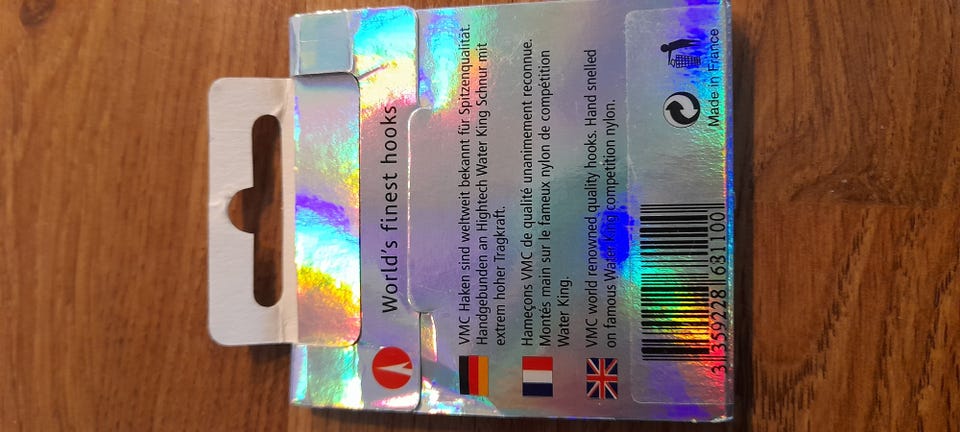 World's finest hooks
VMC Haken sind weltweit bekannt für Spitzenqualität.
Handgebunden an Hightech Water King Schnur mit
extrem hoher Tragkraft.
Hameçons VMC de qualité unanimement reconnue.
Montés main sur le fameux nylon de compétition
Water King.
VMC world renowned quality hooks. Hand snelled
on famous Water King competition nylon.
3 359228 681100
Made in France